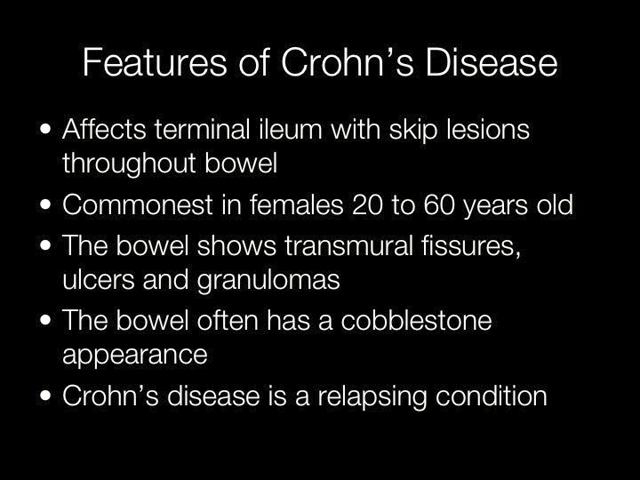 Features of Crohn’s Disease
• Affects terminal ileum with skip lesions
throughout bowel
• Commonest in females 20 to 60 years old
• The bowel shows transmural fissures,
ulcers and granulomas
• The bowel often has a cobblestone
appearance
• Crohn’s disease is a relapsing condition